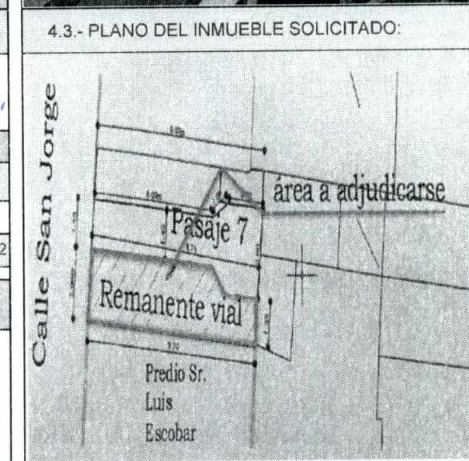 4.3.- PLANO DEL INMUEBLE SOLICITADO:
Calle San Jorge
área a adjudicarse
Pasaje 7
Remanente vial
Predio Sr.
Luis
Escobar